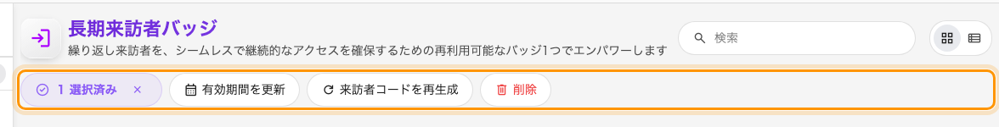 長期来訪者バッジ
繰り返し来訪者を、シームレスで継続的なアクセスを確保するための再利用可能なバッジ1つでエンパワーします
検索
1 選択済み ×
有効期間を更新
来訪者コードを再生成
削除